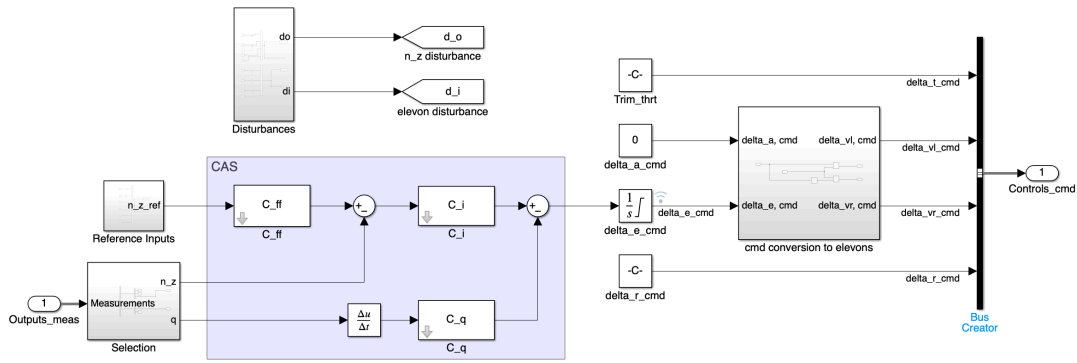 do
d_o
n_z disturbance
di
d_i
elevon disturbance
Disturbances
-C-
Trim_thrt
delta_t_cmd
0
delta_a_cmd
delta_a, cmd
delta_vl, cmd
delta_vl_cmd
1
Controls_cmd
CAS
n_z_ref
Reference Inputs
C_ff
C_ff
+
−
C_i
C_i
+
−
1
s
delta_e_cmd
delta_e_cmd
delta_e, cmd
delta_vr, cmd
delta_vr_cmd
cmd conversion to elevons
-C-
delta_r_cmd
delta_r_cmd
1
Outputs_meas
Measurements
n_z
q
Selection
Δu
Δt
C_q
C_q
Bus
Creator